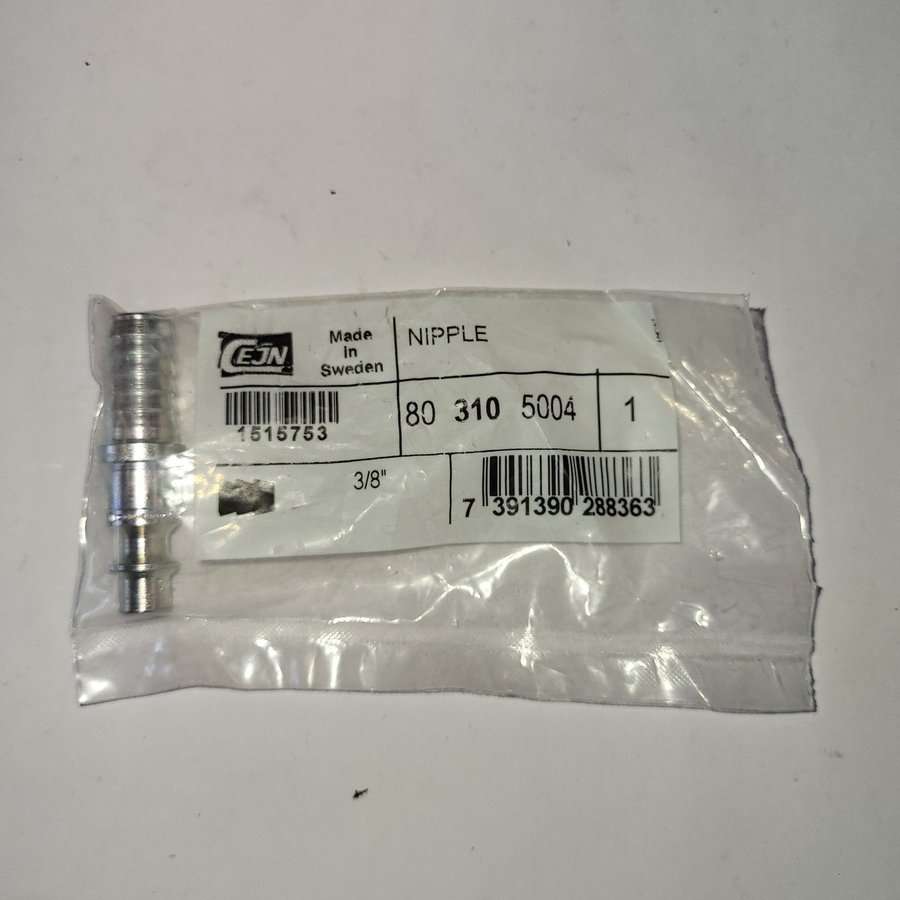 CEJN
Made
in
Sweden
NIPPLE
1515753
80 310 5004
1
3/8"
7 391390 288363